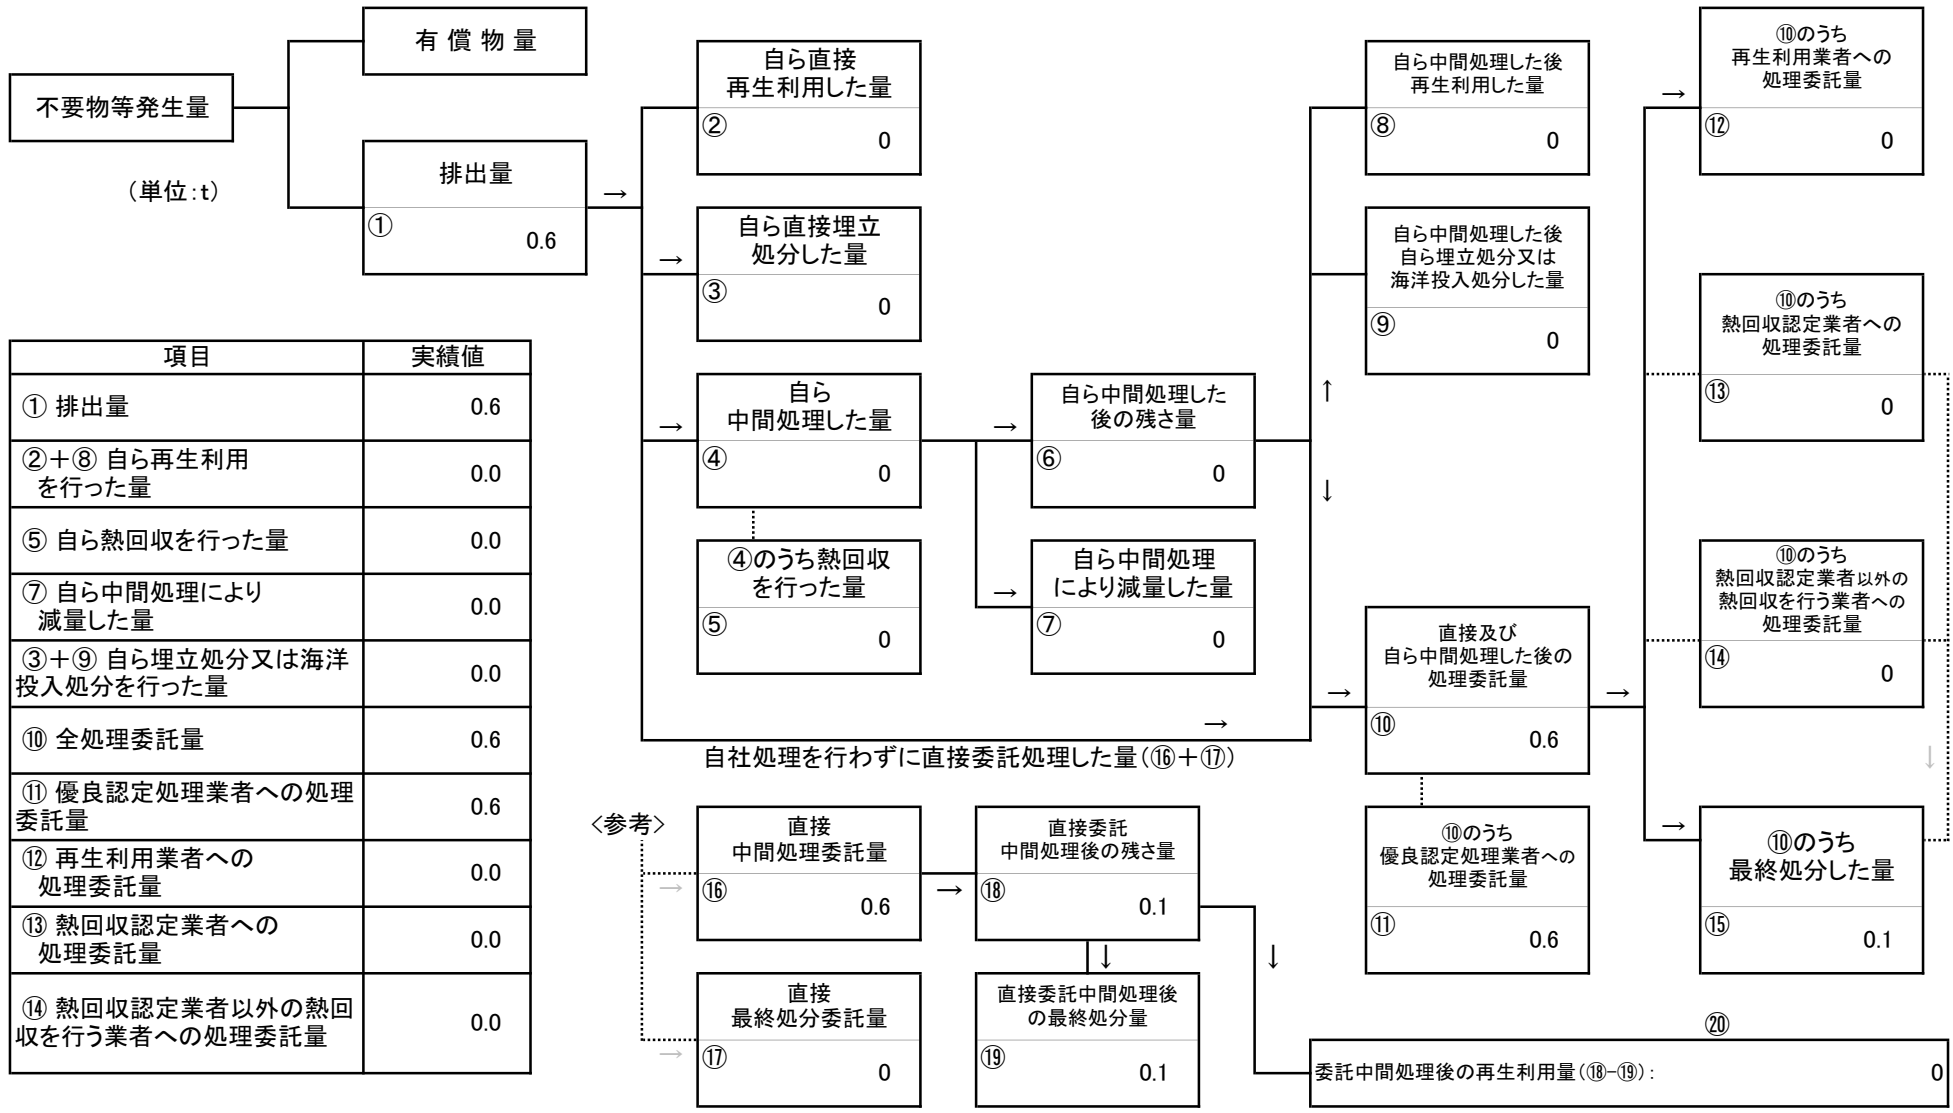 不要物等発生量
(単位:t)
有 償 物 量
排出量
①
0.6
→
自ら直接
再生利用した量
②
0
→
自ら直接埋立
処分した量
③
0
→
自ら
中間処理した量
④
0
④のうち熱回収
を行った量
⑤
0
→
自ら中間処理した
後の残さ量
⑥
0
→
自ら中間処理
により減量した量
⑦
0
↑
↓
自ら中間処理した後
再生利用した量
⑧
0
自ら中間処理した後
自ら埋立処分又は
海洋投入処分した量
⑨
0
→
自社処理を行わずに直接委託処理した量(⑯+⑰)
→
直接及び
自ら中間処理した後の
処理委託量
⑩
0.6
⑩のうち
優良認定処理業者への
処理委託量
⑪
0.6
→
→
⑩のうち
再生利用業者への
処理委託量
⑫
0
⑩のうち
熱回収認定業者への
処理委託量
⑬
0
⑩のうち
熱回収認定業者以外の
熱回収を行う業者への
処理委託量
⑭
0
↓
→
⑩のうち
最終処分した量
⑮
0.1
項目 実績値
① 排出量 0.6
②+⑧ 自ら再生利用
を行った量 0.0
⑤ 自ら熱回収を行った量 0.0
⑦ 自ら中間処理により
減量した量 0.0
③+⑨ 自ら埋立処分又は海洋
投入処分を行った量 0.0
⑩ 全処理委託量 0.6
⑪ 優良認定処理業者への処理
委託量 0.6
⑫ 再生利用業者への
処理委託量 0.0
⑬ 熱回収認定業者への
処理委託量 0.0
⑭ 熱回収認定業者以外の熱回
収を行う業者への処理委託量 0.0
<参考>
→
直接
中間処理委託量
⑯
0.6
→
直接
最終処分委託量
⑰
0
→
直接委託
中間処理後の残さ量
⑱
0.1
↓
直接委託中間処理後
の最終処分量
⑲
0.1
↓
⑳
委託中間処理後の再生利用量(⑱-⑲): 0